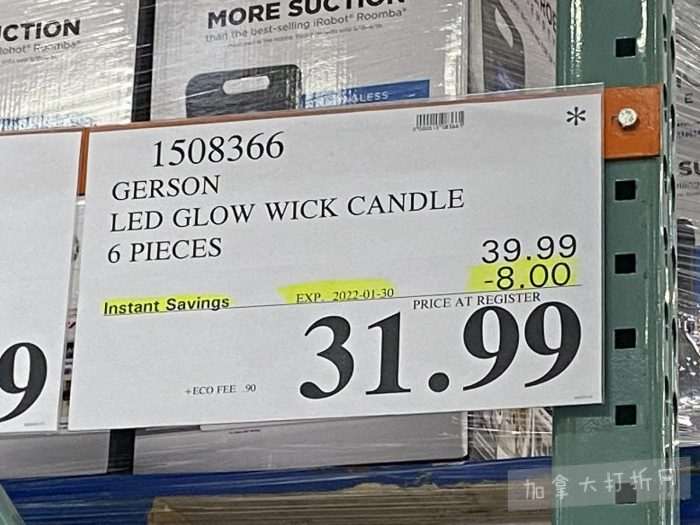 UCTION
MORE SUCTION
than the best-selling iRobot® Roomba®
1508366
*
GERSON
LED GLOW WICK CANDLE
6 PIECES
39.99
Instant Savings
EXP. 2022-01-30
-8.00
PRICE AT REGISTER
31.99
+ECO FEE .90
9
加拿大打折网